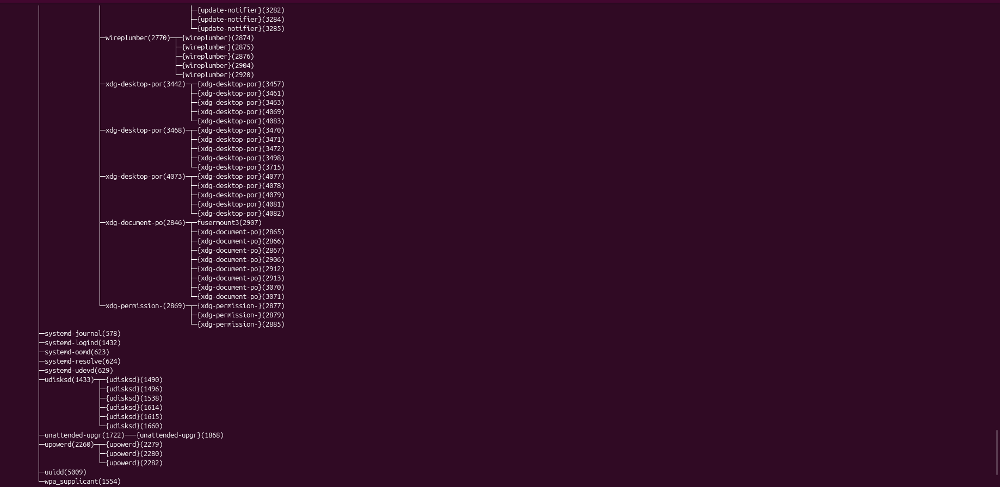 ├─{update-notifier}(3282)
├─{update-notifier}(3284)
└─{update-notifier}(3285)
├─wireplumber(2770)─┬─{wireplumber}(2874)
├─{wireplumber}(2875)
├─{wireplumber}(2876)
├─{wireplumber}(2904)
└─{wireplumber}(2920)
├─xdg-desktop-por(3442)─┬─{xdg-desktop-por}(3457)
├─{xdg-desktop-por}(3461)
├─{xdg-desktop-por}(3463)
├─{xdg-desktop-por}(4069)
└─{xdg-desktop-por}(4083)
├─xdg-desktop-por(3468)─┬─{xdg-desktop-por}(3470)
├─{xdg-desktop-por}(3471)
├─{xdg-desktop-por}(3472)
├─{xdg-desktop-por}(3498)
└─{xdg-desktop-por}(3715)
├─xdg-desktop-por(4073)─┬─{xdg-desktop-por}(4077)
├─{xdg-desktop-por}(4078)
├─{xdg-desktop-por}(4079)
├─{xdg-desktop-por}(4081)
└─{xdg-desktop-por}(4082)
├─xdg-document-po(2846)─┬─fusermount3(2907)
├─{xdg-document-po}(2865)
├─{xdg-document-po}(2866)
├─{xdg-document-po}(2867)
├─{xdg-document-po}(2906)
├─{xdg-document-po}(2912)
├─{xdg-document-po}(2913)
├─{xdg-document-po}(3070)
└─{xdg-document-po}(3071)
└─xdg-permission-(2869)─┬─{xdg-permission-}(2877)
├─{xdg-permission-}(2879)
└─{xdg-permission-}(2885)
├─systemd-journal(578)
├─systemd-logind(1432)
├─systemd-oomd(623)
├─systemd-resolve(624)
├─systemd-udevd(629)
├─udisksd(1433)─┬─{udisksd}(1490)
├─{udisksd}(1496)
├─{udisksd}(1538)
├─{udisksd}(1614)
├─{udisksd}(1615)
└─{udisksd}(1660)
├─unattended-upgr(1722)───{unattended-upgr}(1868)
├─upowerd(2260)─┬─{upowerd}(2279)
├─{upowerd}(2280)
└─{upowerd}(2282)
├─uuidd(5009)
└─wpa_supplicant(1554)